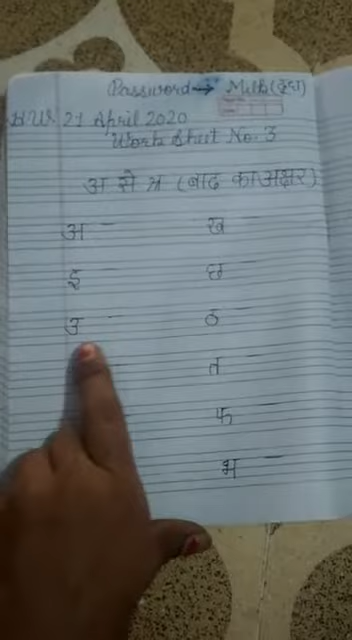 Password → Milk (दूध)
21 April 2020
Work Sheet No. 3
अ से ज्ञ (बाद का अक्षर)
अ – ख –
इ – छ –
उ – ठ –
त –
फ –
भ –